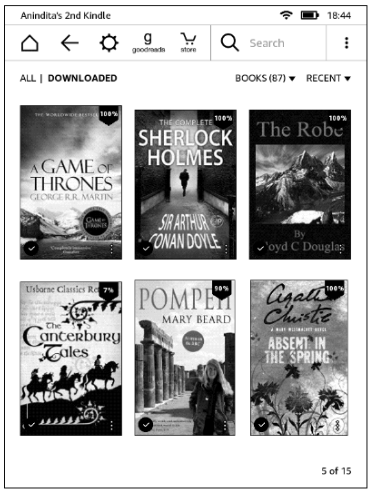 Anindita's 2nd Kindle 18:44
goodreads
store
Search
ALL | DOWNLOADED BOOKS (87) RECENT
100%
THE WORLDWIDE BESTSELLER
A GAME OF
THRONES
GEORGE R.R. MARTIN
GAME OF
THRONES
100%
THE COMPLETE
SHERLOCK
HOLMES
SIR ARTHUR
CONAN DOYLE
100%
The Robe
By
oyd C Douglas
7%
Usborne Classics Re
The
Canterbury
Tales
90%
POMPEII
MARY BEARD
100%
Agatha
Christie
A MARY WESTMACOTT NOVEL
ABSENT IN
THE SPRING
5 of 15